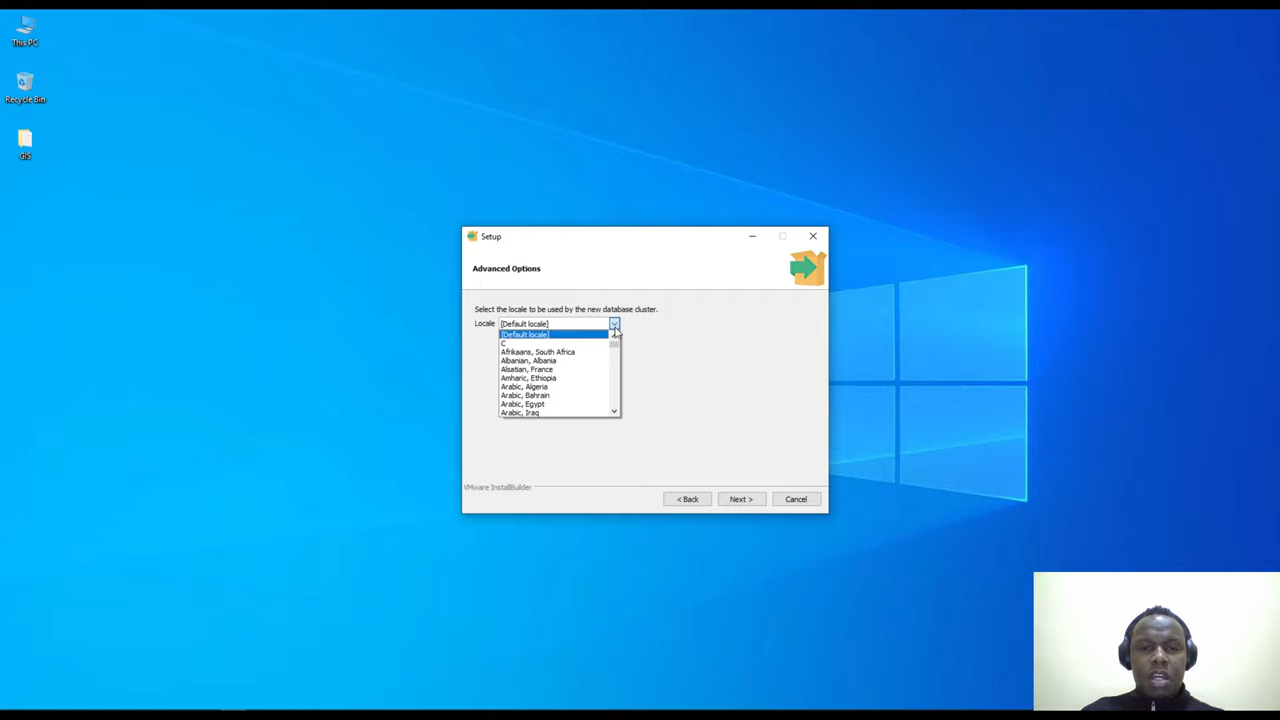 This PC
Recycle Bin
GIS
Setup
Advanced Options
Select the locale to be used by the new database cluster.
Locale [Default locale]
[Default locale]
C
Afrikaans, South Africa
Albanian, Albania
Alsatian, France
Amharic, Ethiopia
Arabic, Algeria
Arabic, Bahrain
Arabic, Egypt
Arabic, Iraq
VMware InstallBuilder
< Back Next > Cancel